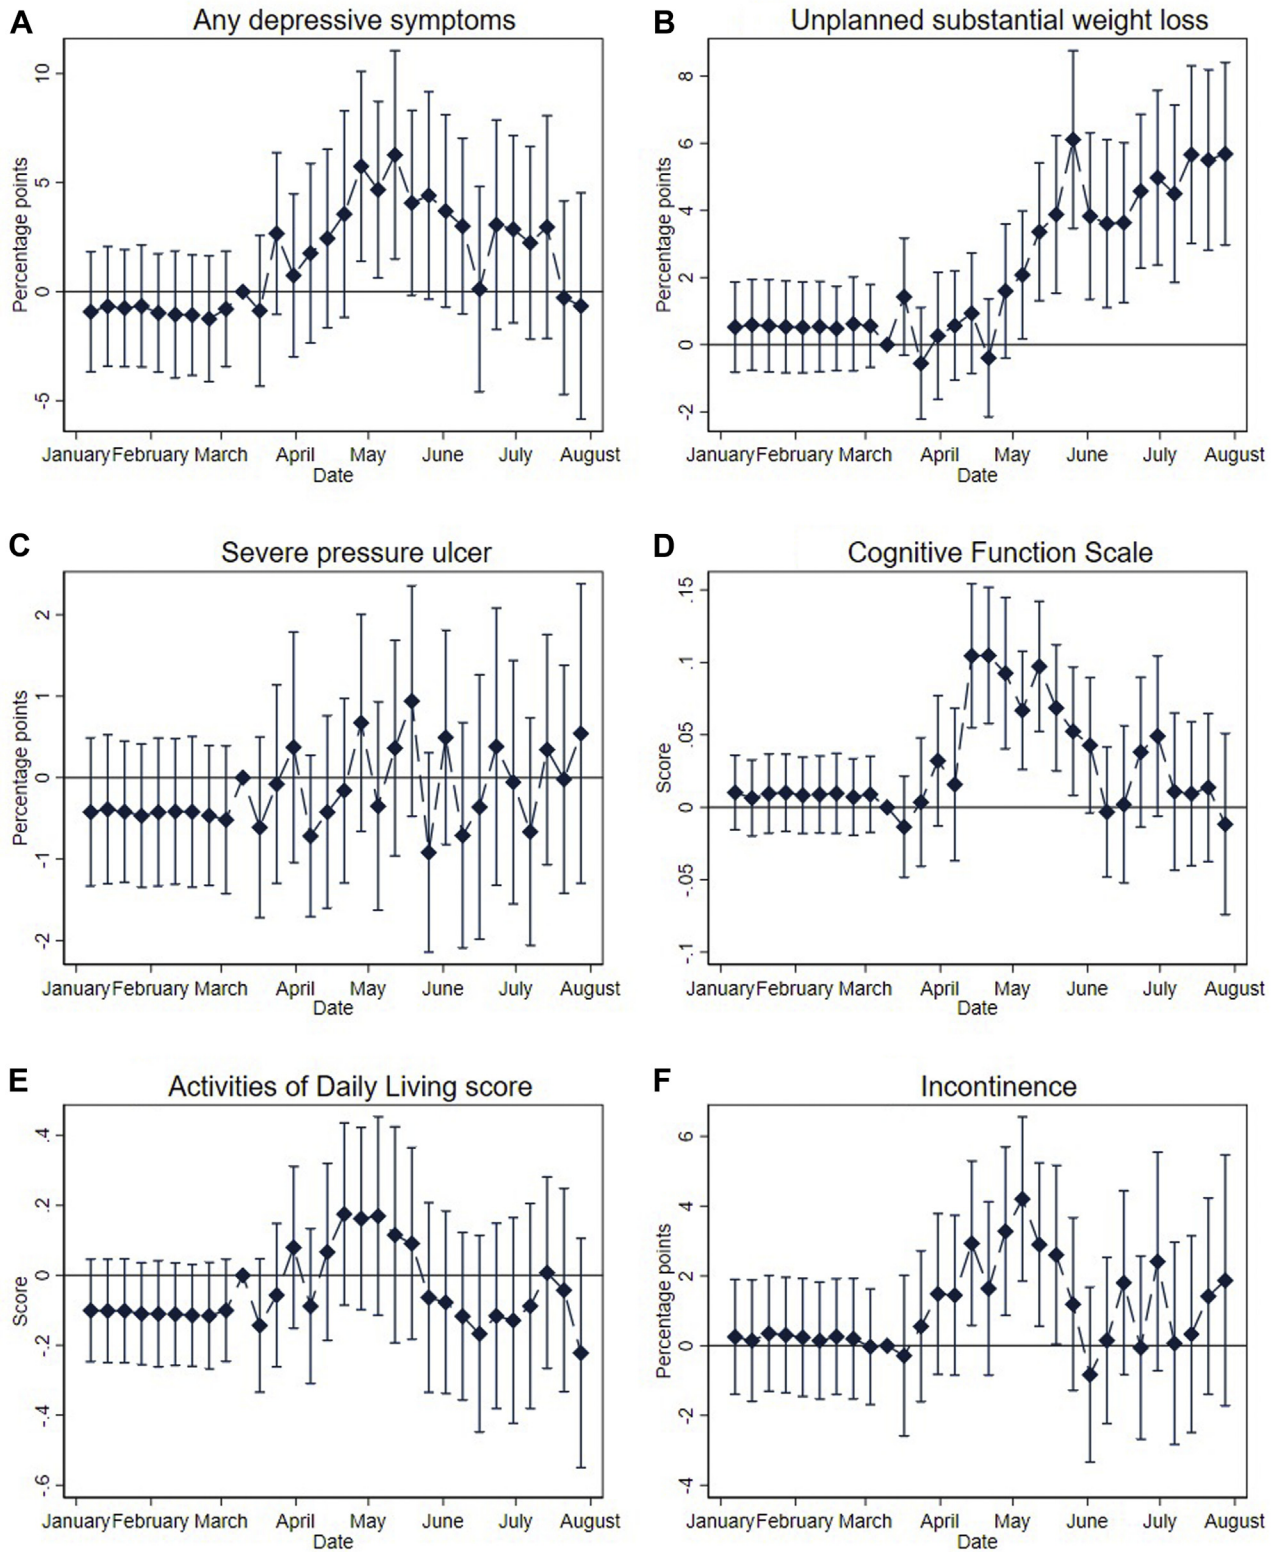 A Any depressive symptoms
Percentage points
10
5
0
-5
January February March April May June July August
Date
B Unplanned substantial weight loss
Percentage points
8
6
4
2
0
-2
January February March April May June July August
Date
C Severe pressure ulcer
Percentage points
2
1
0
-1
-2
January February March April May June July August
Date
D Cognitive Function Scale
Score
.15
.1
.05
0
-.05
-.1
January February March April May June July August
Date
E Activities of Daily Living score
Score
.4
.2
0
-.2
-.4
-.6
January February March April May June July August
Date
F Incontinence
Percentage points
6
4
2
0
-2
-4
January February March April May June July August
Date